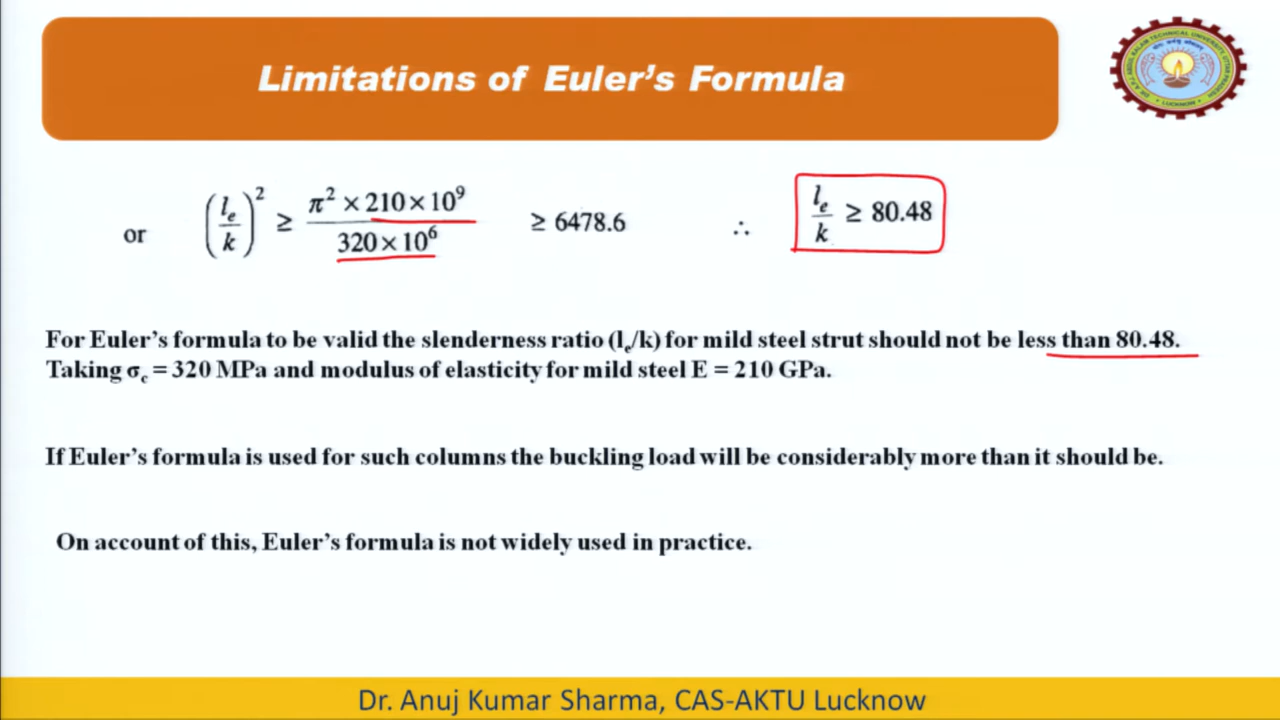 Limitations of Euler's Formula
or (lₑ/k)² ≥ π² × 210 × 10⁹ / 320 × 10⁶ ≥ 6478.6 ∴ lₑ/k ≥ 80.48
For Euler's formula to be valid the slenderness ratio (lₑ/k) for mild steel strut should not be less than 80.48.
Taking σ꜀ = 320 MPa and modulus of elasticity for mild steel E = 210 GPa.
If Euler's formula is used for such columns the buckling load will be considerably more than it should be.
On account of this, Euler's formula is not widely used in practice.
Dr. Anuj Kumar Sharma, CAS-AKTU Lucknow